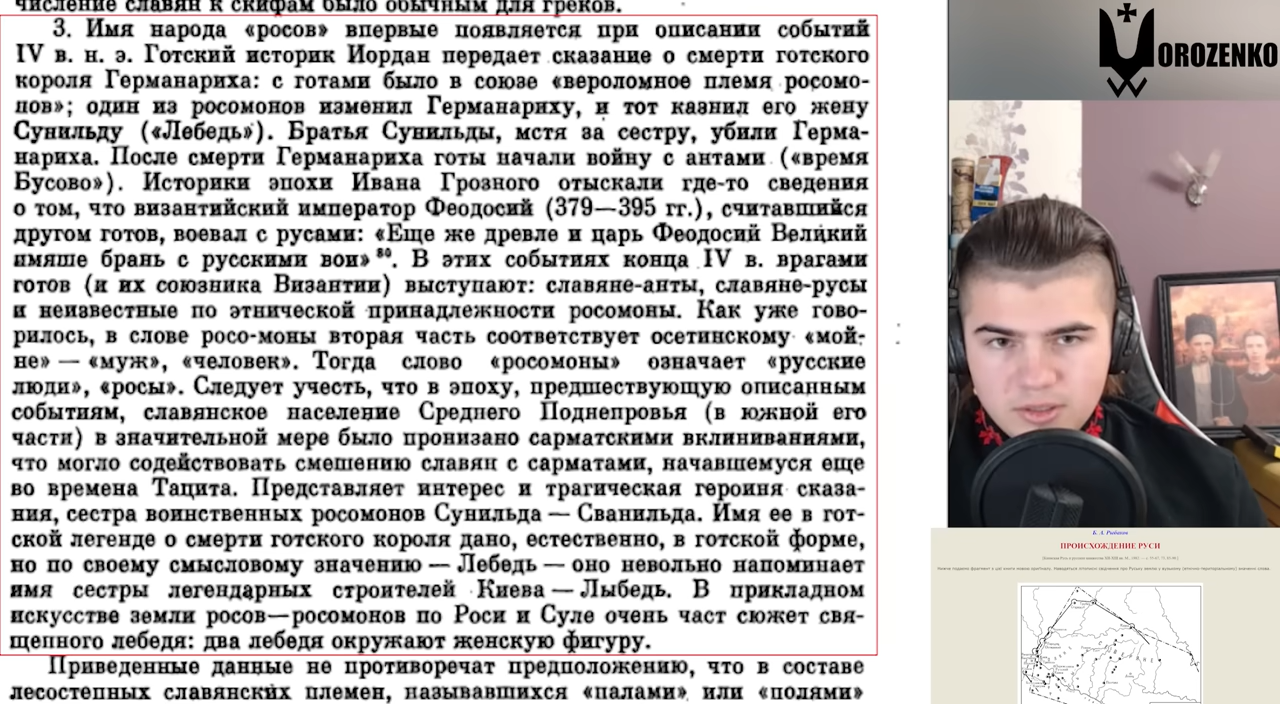 числение славян к скифам было обычным для греков.
3. Имя народа «росов» впервые появляется при описании событий
IV в. н. э. Готский историк Иордан передает сказание о смерти готского
короля Германариха: с готами было в союзе «вероломное племя росомо-
нов»; один из росомонов изменил Германариху, и тот казнил его жену
Сунильду («Лебедь»). Братья Сунильды, мстя за сестру, убили Герма-
нариха. После смерти Германариха готы начали войну с антами («время
Бусово»). Историки эпохи Ивана Грозного отыскали где-то сведения
о том, что византийский император Феодосий (379—395 гг.), считавшийся
другом готов, воевал с русами: «Еще же древле и царь Феодосий Великий
имяше брань с русскими вои» 80. В этих событиях конца IV в. врагами
готов (и их союзника Византии) выступают: славяне-анты, славяне-русы
и неизвестные по этнической принадлежности росомоны. Как уже гово-
рилось, в слове росо-моны вторая часть соответствует осетинскому «мой-
не» — «муж», «человек». Тогда слово «росомоны» означает «русские
люди», «росы». Следует учесть, что в эпоху, предшествующую описанным
событиям, славянское население Среднего Поднепровья (в южной его
части) в значительной мере было пронизано сарматскими вклиниваниями,
что могло содействовать смешению славян с сарматами, начавшемуся еще
во времена Тацита. Представляет интерес и трагическая героиня сказа-
ния, сестра воинственных росомонов Сунильда — Сванильда. Имя ее в гот-
ской легенде о смерти готского короля дано, естественно, в готской форме,
но по своему смысловому значению — Лебедь — оно невольно напоминает
имя сестры легендарных строителей Киева — Лыбедь. В прикладном
искусстве земли росов—росомонов по Роси и Суле очень част сюжет свя-
щенного лебедя: два лебедя окружают женскую фигуру.
Приведенные данные не противоречат предположению, что в составе
лесостепных славянских племен, называвшихся «палами» или «полями»
OROZENKO
Б. А. Рыбаков
ПРОИСХОЖДЕНИЕ РУСИ